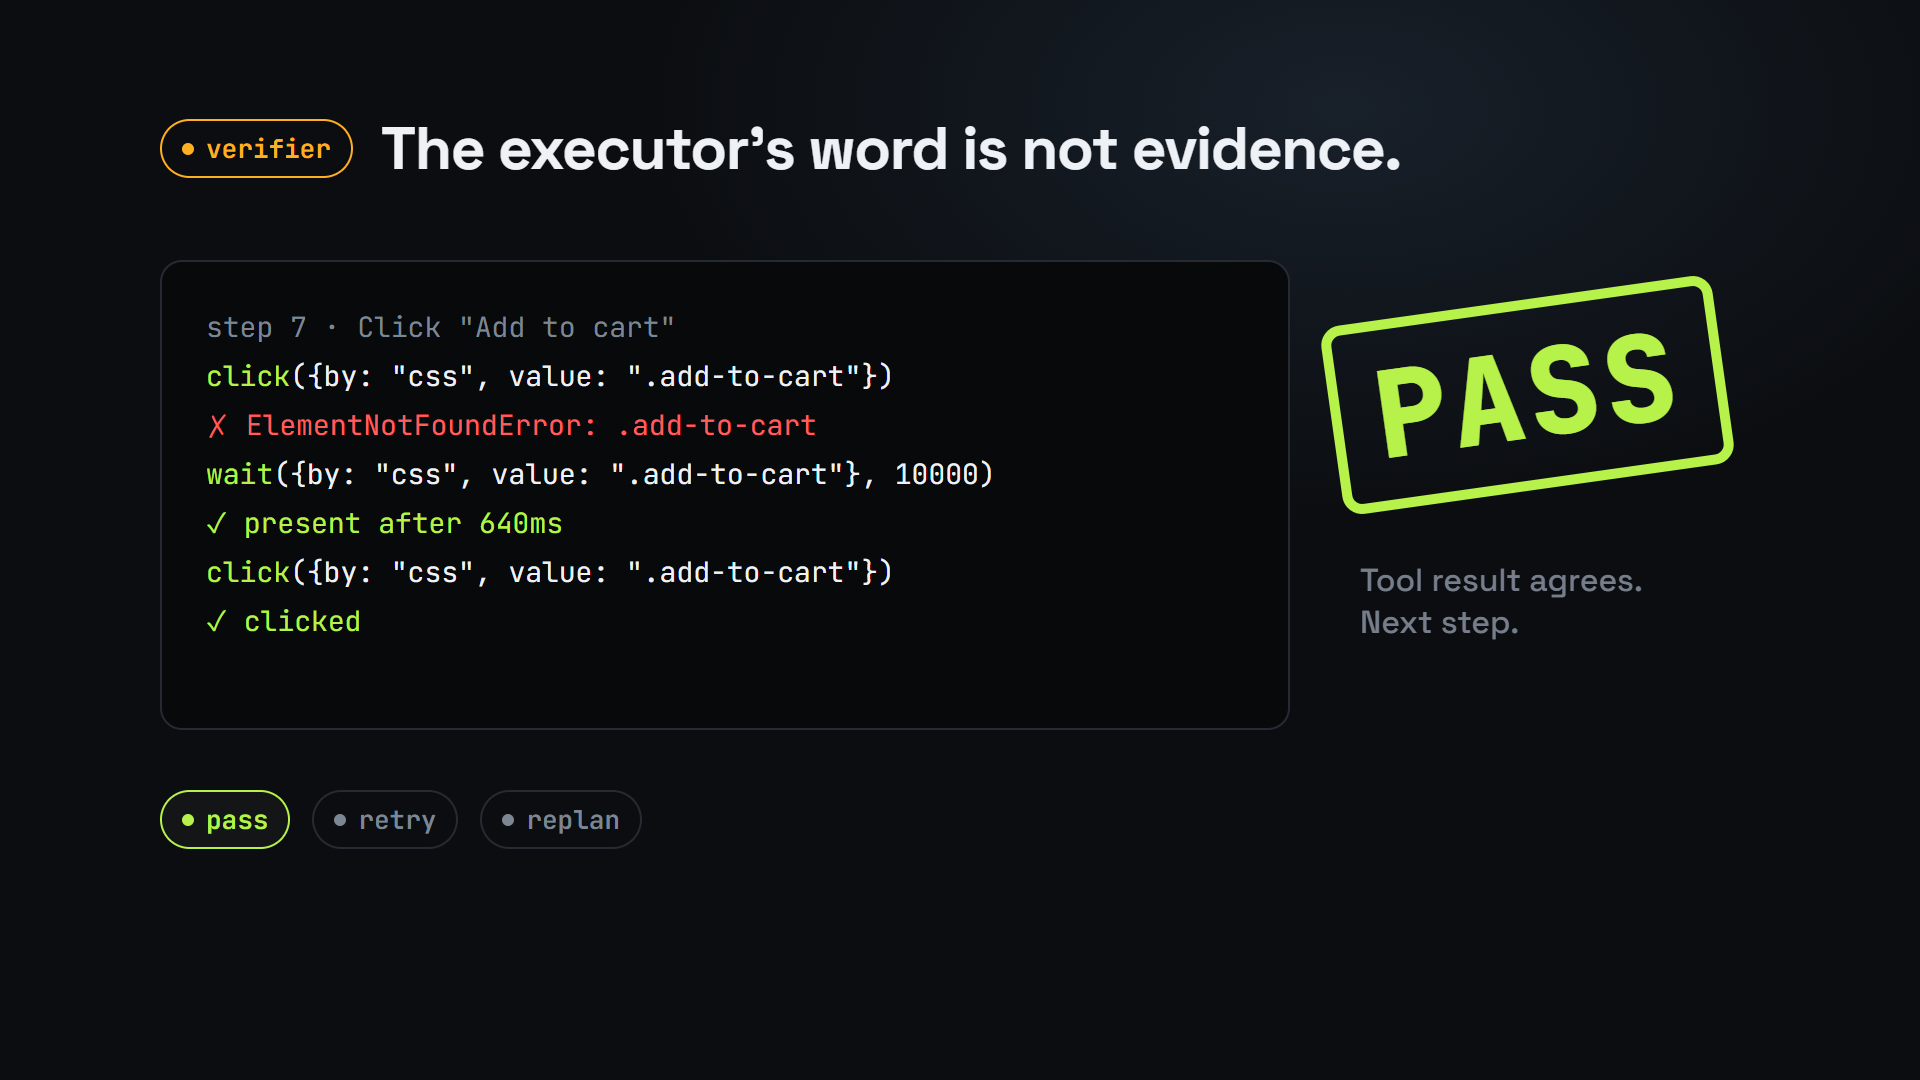 verifier
The executor’s word is not evidence.
step 7 · Click "Add to cart"
click({by: "css", value: ".add-to-cart"})
✗ ElementNotFoundError: .add-to-cart
wait({by: "css", value: ".add-to-cart"}, 10000)
✓ present after 640ms
click({by: "css", value: ".add-to-cart"})
✓ clicked
PASS
Tool result agrees.
Next step.
pass
retry
replan